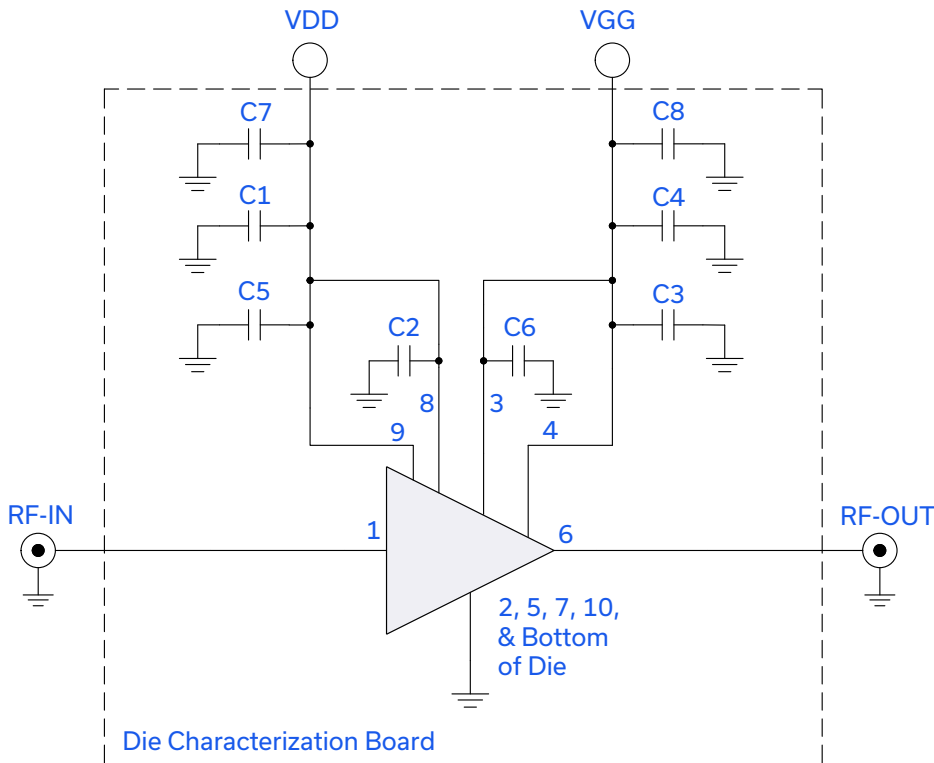 VDD
VGG
C7
C8
C1
C4
C5
C3
C2
C6
8
3
9
4
RF-IN
RF-OUT
1
6
2, 5, 7, 10,
& Bottom
of Die
Die Characterization Board